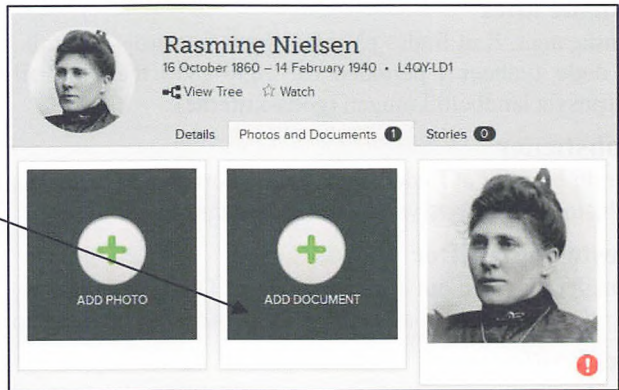 Rasmine Nielsen
16 October 1860 – 14 February 1940 • L4QY-LD1
View Tree ☆ Watch
Details Photos and Documents 1 Stories 0
ADD PHOTO ADD DOCUMENT
!